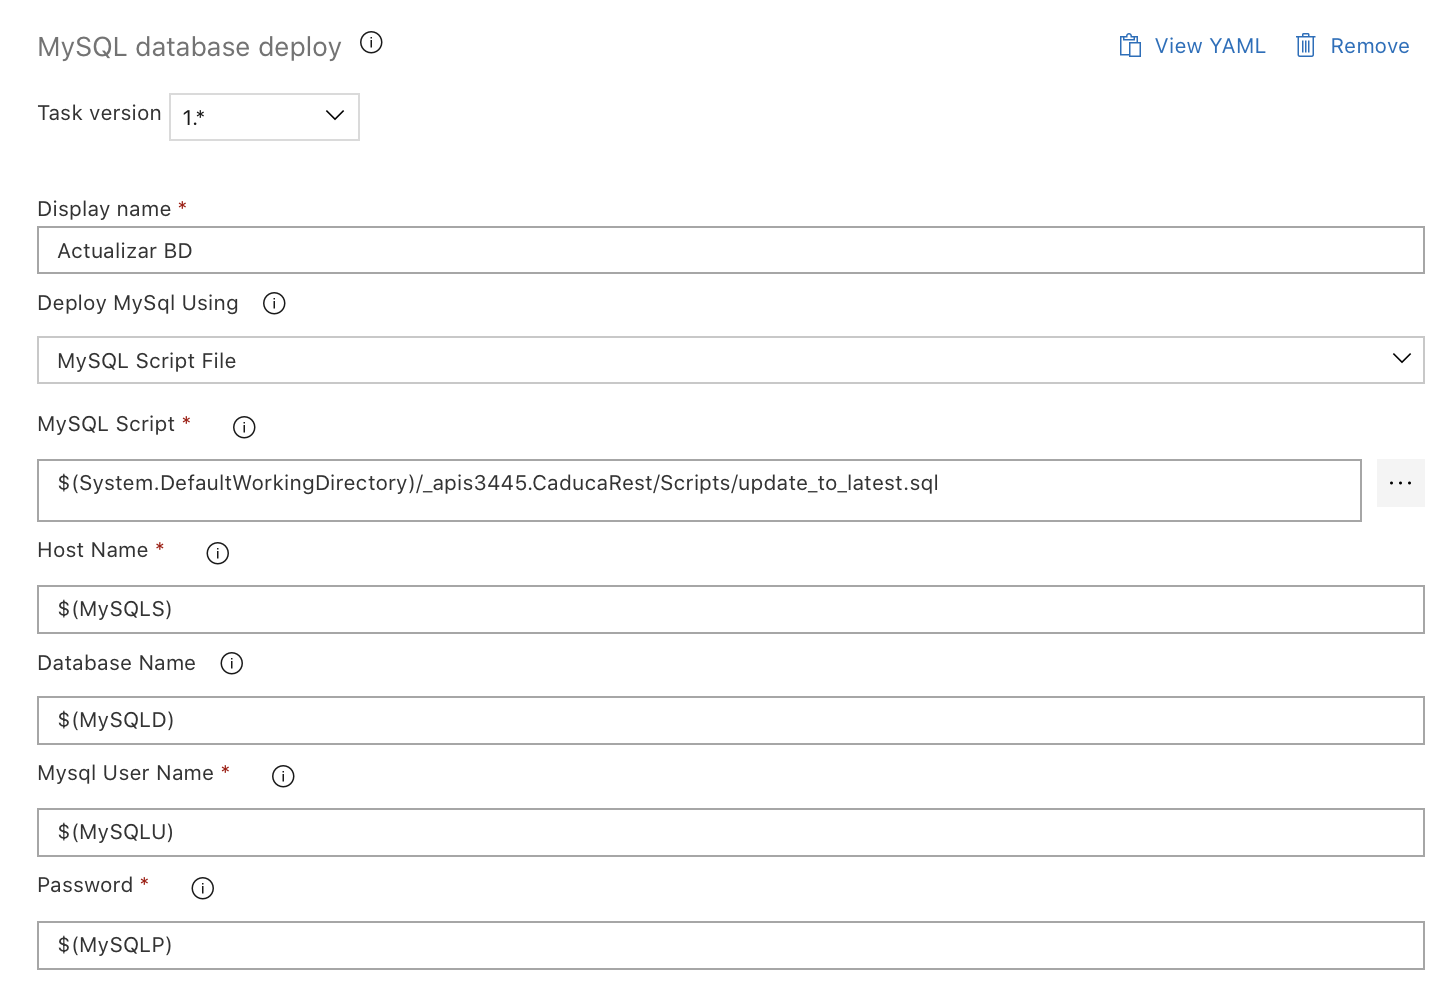 MySQL database deploy
View YAML
Remove
Task version 1.*
Display name *
Actualizar BD
Deploy MySql Using
MySQL Script File
MySQL Script *
$(System.DefaultWorkingDirectory)/_apis3445.CaducaRest/Scripts/update_to_latest.sql
...
Host Name *
$(MySQLS)
Database Name
$(MySQLD)
Mysql User Name *
$(MySQLU)
Password *
$(MySQLP)